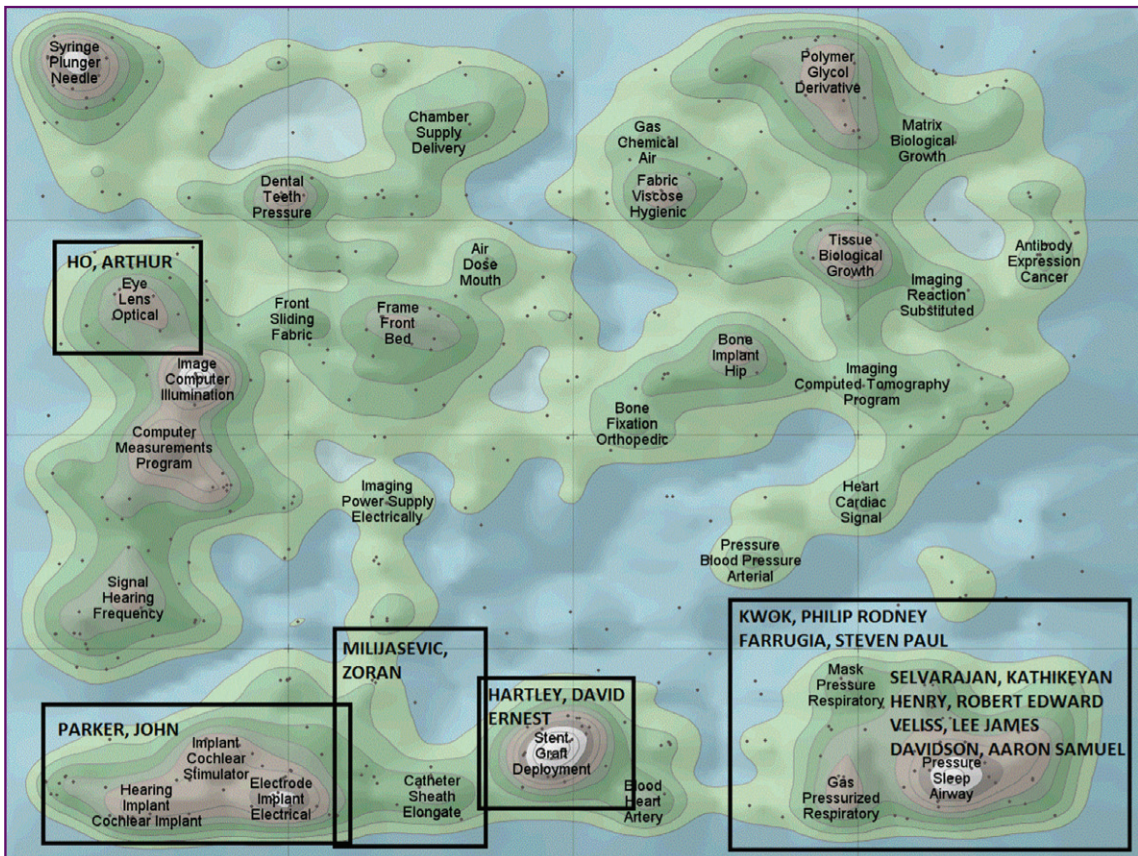 Syringe
Plunger
Needle
Chamber
Supply
Delivery
Dental
Teeth
Pressure
Polymer
Glycol
Derivative
Gas
Chemical
Air
Matrix
Biological
Growth
Fabric
Viscose
Hygienic
HO, ARTHUR
Eye
Lens
Optical
Air
Dose
Mouth
Tissue
Biological
Growth
Antibody
Expression
Cancer
Front
Sliding
Fabric
Frame
Front
Bed
Imaging
Reaction
Substituted
Image
Computer
Illumination
Bone
Implant
Hip
Imaging
Computed Tomography
Program
Computer
Measurements
Program
Bone
Fixation
Orthopedic
Imaging
Power Supply
Electrically
Heart
Cardiac
Signal
Pressure
Blood Pressure
Arterial
Signal
Hearing
Frequency
KWOK, PHILIP RODNEY
FARRUGIA, STEVEN PAUL
MILIJASEVIC,
ZORAN
HARTLEY, DAVID
ERNEST
Mask
Pressure
Respiratory
SELVARAJAN, KATHIKEYAN
HENRY, ROBERT EDWARD
VELISS, LEE JAMES
DAVIDSON, AARON SAMUEL
PARKER, JOHN
Implant
Cochlear
Stimulator
Stent
Graft
Deployment
Pressure
Sleep
Airway
Hearing
Implant
Cochlear Implant
Electrode
Implant
Electrical
Catheter
Sheath
Elongate
Blood
Heart
Artery
Gas
Pressurized
Respiratory